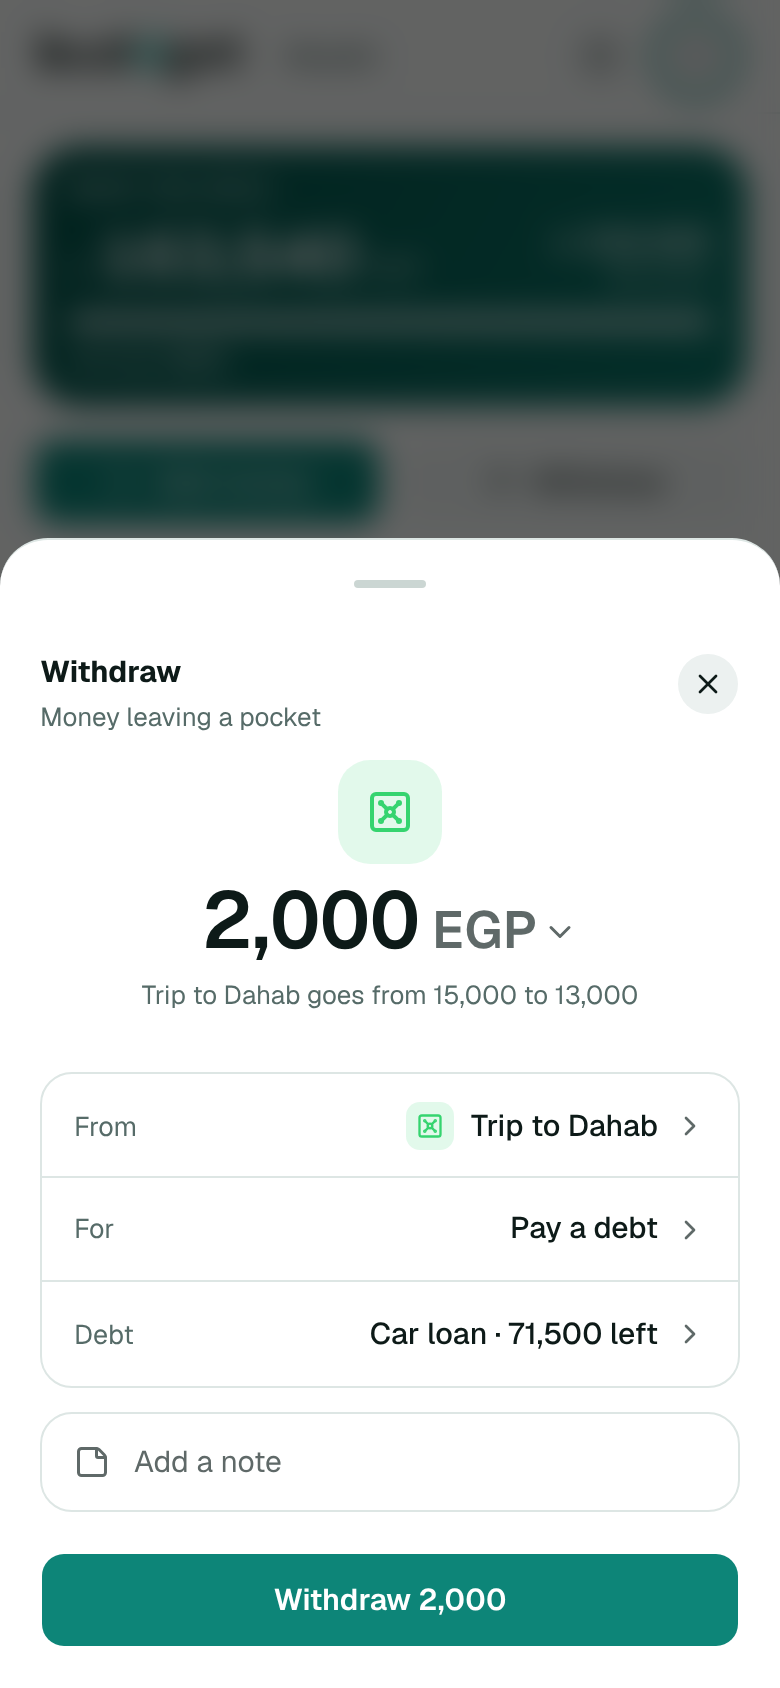 Withdraw
Money leaving a pocket
2,000 EGP
Trip to Dahab goes from 15,000 to 13,000
From Trip to Dahab
For Pay a debt
Debt Car loan · 71,500 left
Add a note
Withdraw 2,000